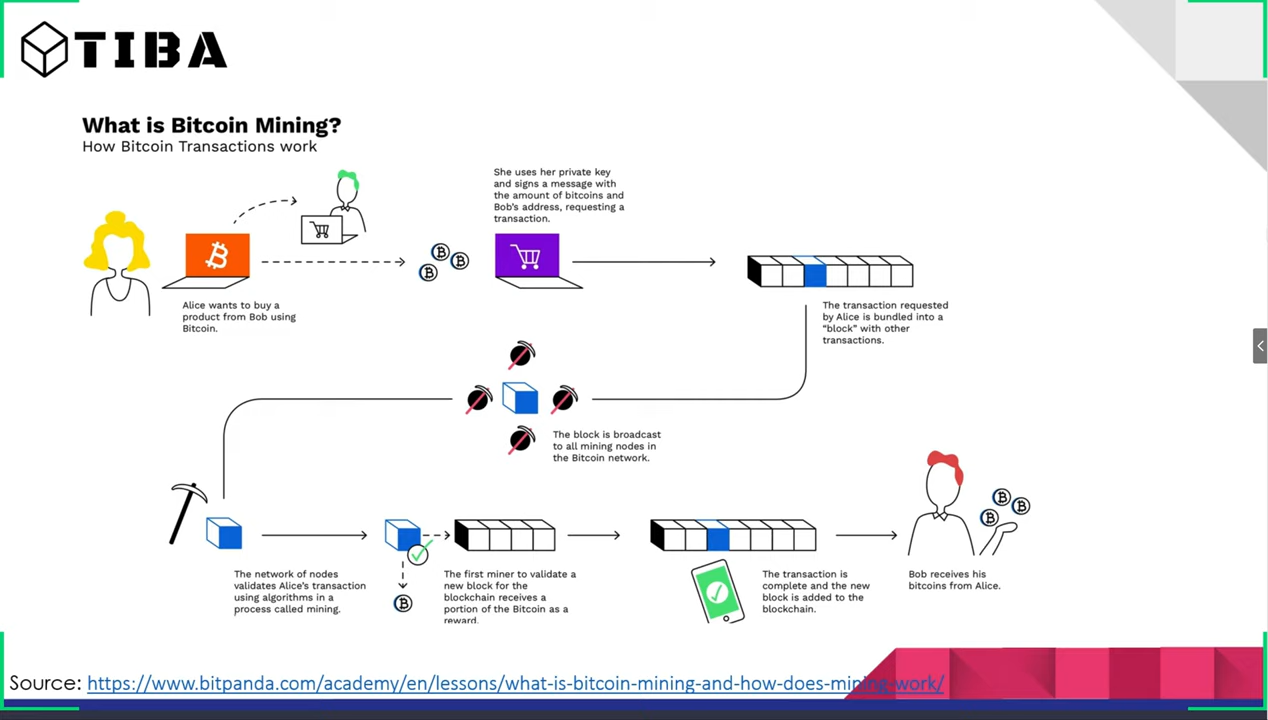 TIBA
What is Bitcoin Mining?
How Bitcoin Transactions work
She uses her private key
and signs a message with
the amount of bitcoins and
Bob's address, requesting a
transaction.
Alice wants to buy a
product from Bob using
Bitcoin.
The transaction requested
by Alice is bundled into a
“block” with other
transactions.
The block is broadcast
to all mining nodes in
the Bitcoin network.
The network of nodes
validates Alice's transaction
using algorithms in a
process called mining.
The first miner to validate a
new block for the
blockchain receives a
portion of the Bitcoin as a
reward.
The transaction is
complete and the new
block is added to the
blockchain.
Bob receives his
bitcoins from Alice.
Source: https://www.bitpanda.com/academy/en/lessons/what-is-bitcoin-mining-and-how-does-mining-work/